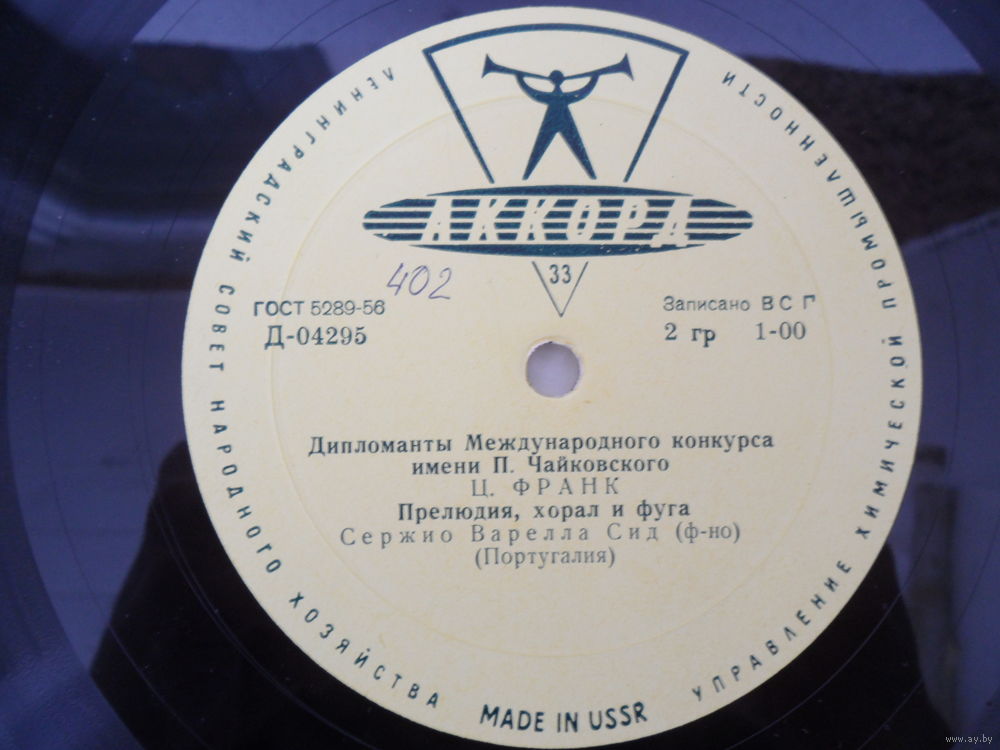 ЛЕНИНГРАДСКИЙ СОВЕТ НАРОДНОГО ХОЗЯЙСТВА
УПРАВЛЕНИЕ ХИМИЧЕСКОЙ ПРОМЫШЛЕННОСТИ
АККОРД
33
402
ГОСТ 5289-56
Д-04295
Записано ВСГ
2 гр 1-00
Дипломанты Международного конкурса
имени П. Чайковского
Ц. ФРАНК
Прелюдия, хорал и фуга
Сержио Варелла Сид (ф-но)
(Португалия)
MADE IN USSR
www.ay.by